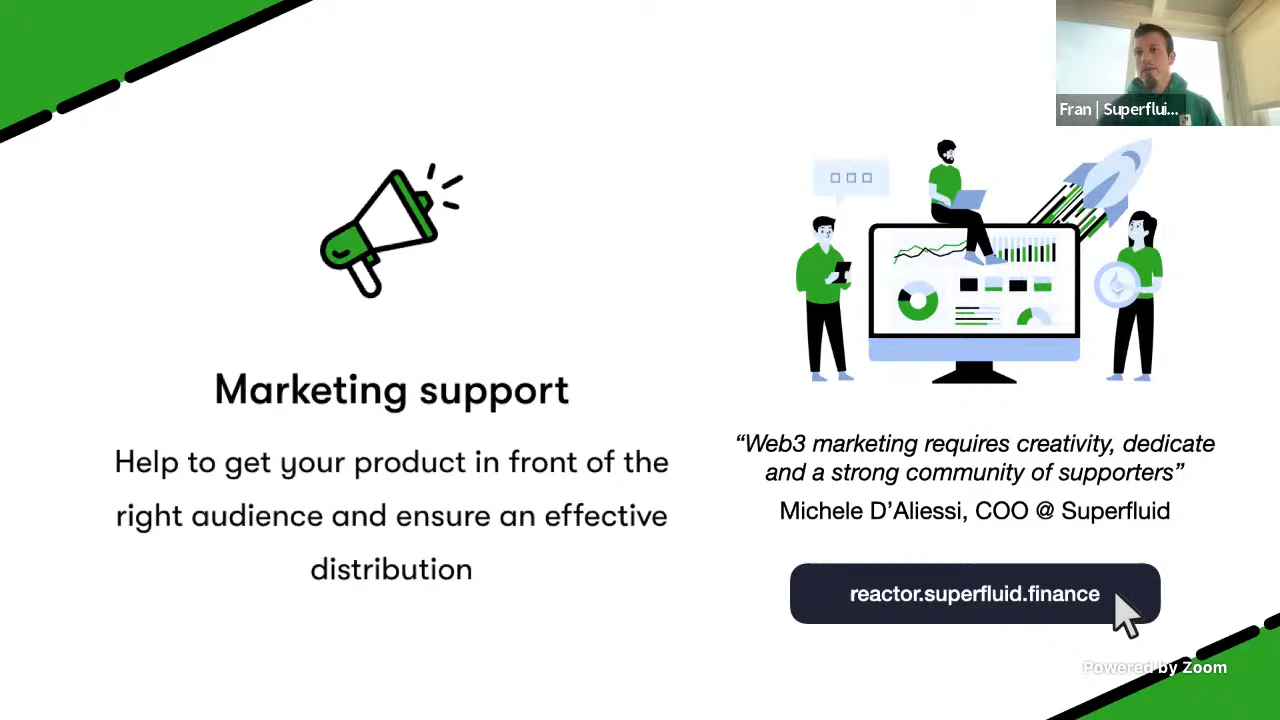 Fran | Superflui...
Marketing support
Help to get your product in front of the
right audience and ensure an effective
distribution
“Web3 marketing requires creativity, dedicate
and a strong community of supporters”
Michele D’Aliessi, COO @ Superfluid
reactor.superfluid.finance
Powered by Zoom